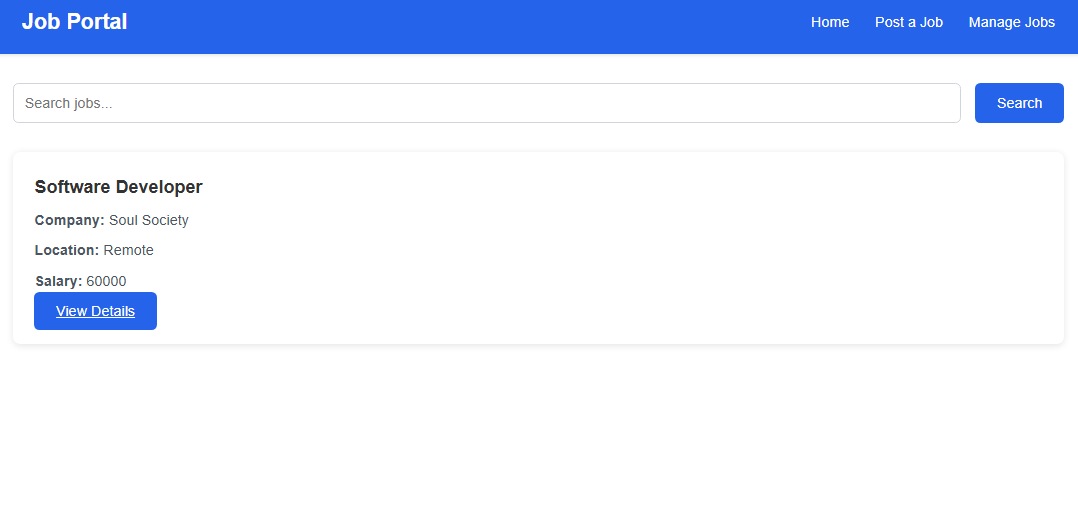 Job Portal Home Post a Job Manage Jobs
Search jobs... Search
Software Developer
Company: Soul Society
Location: Remote
Salary: 60000
View Details